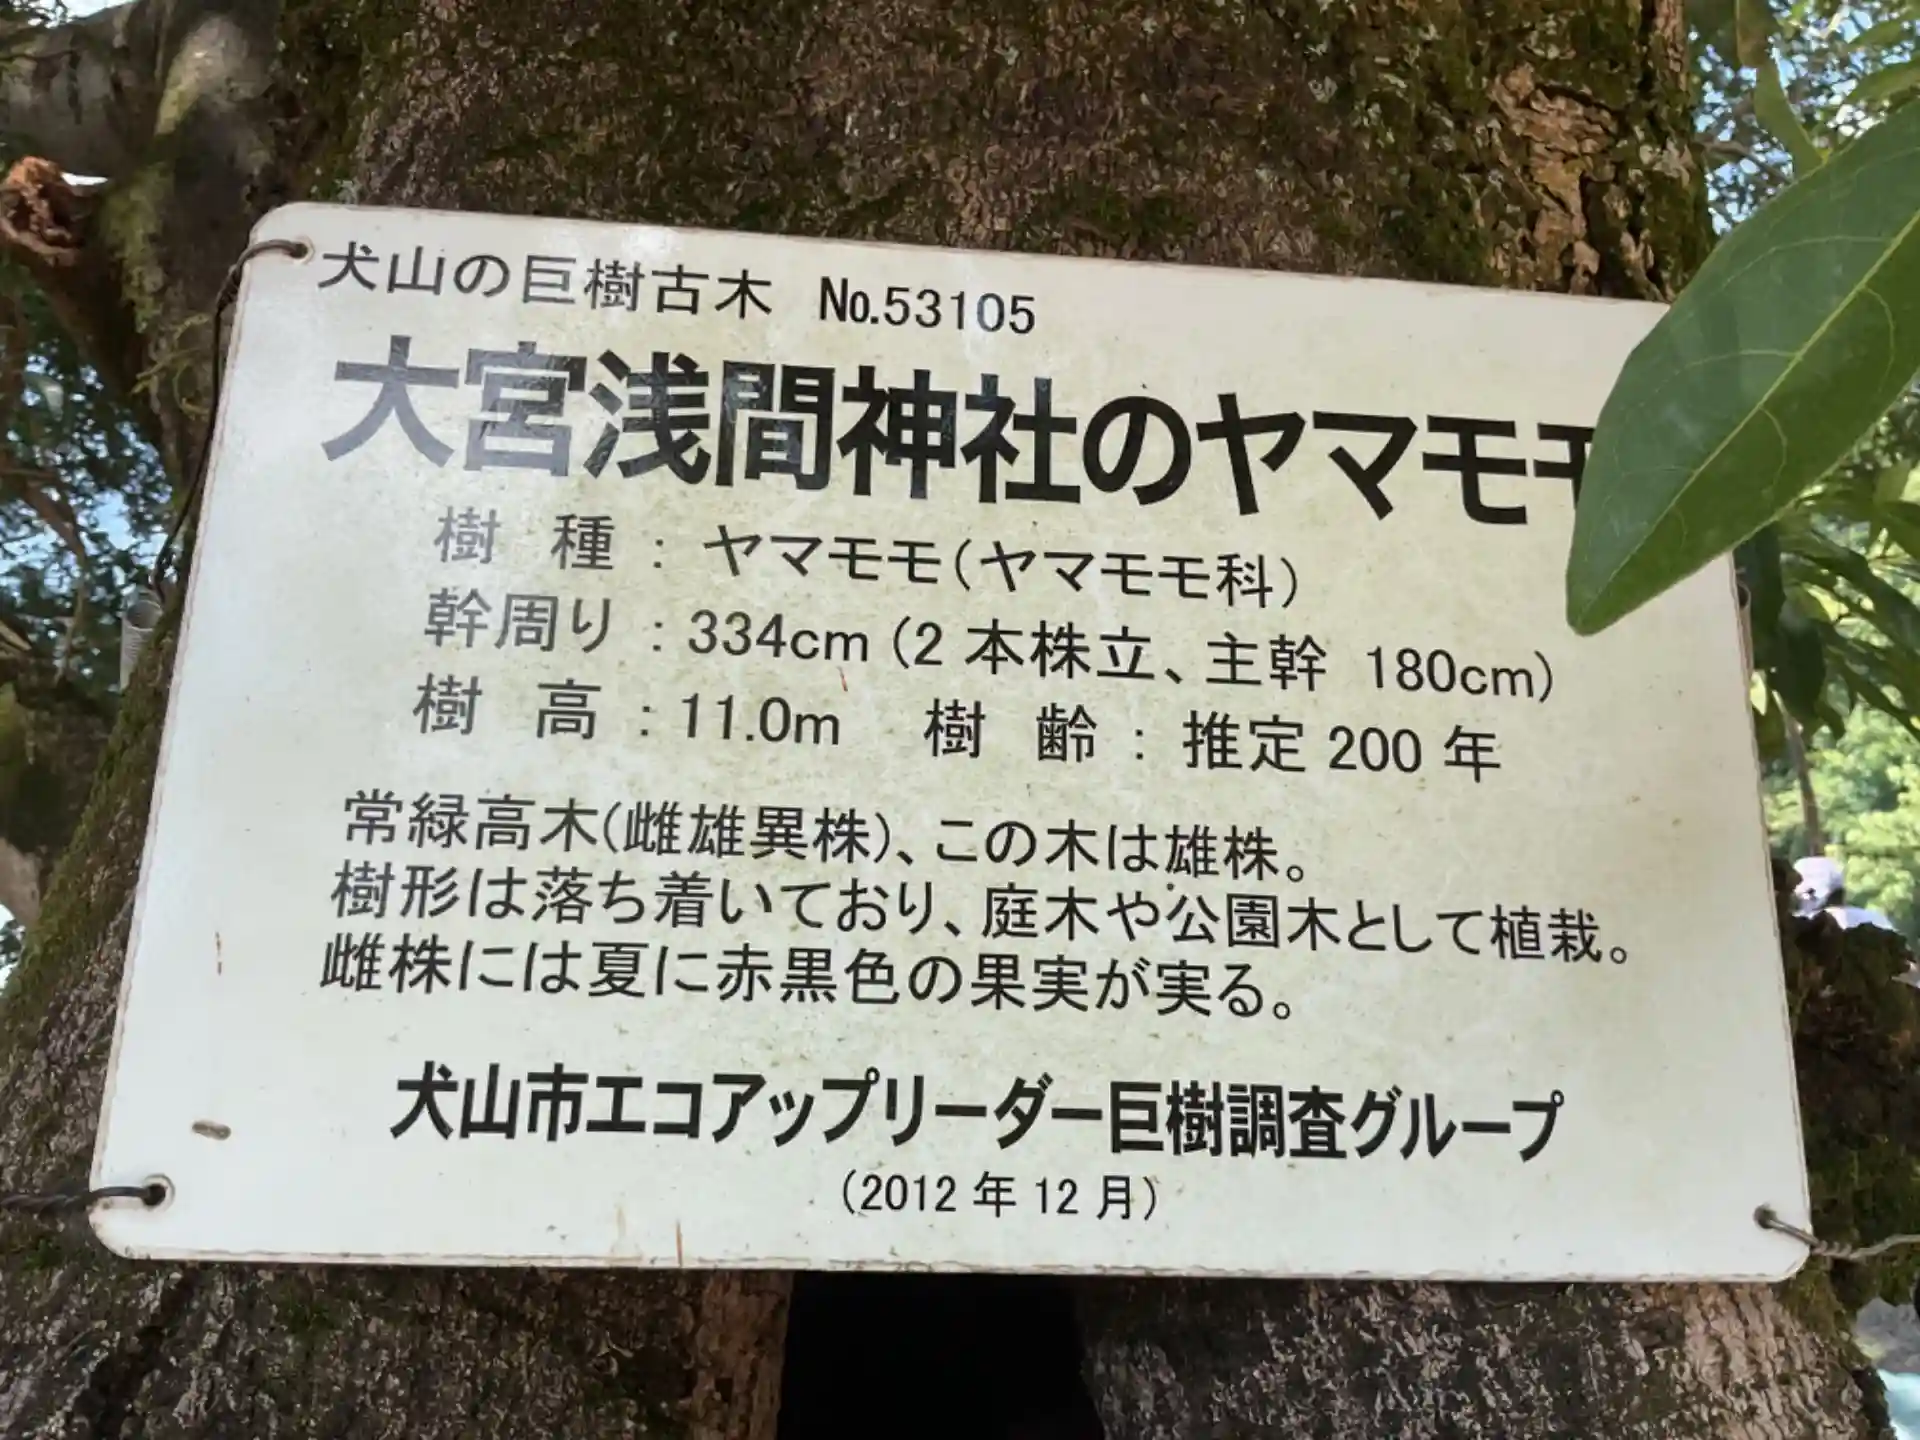 犬山の巨樹古木 №53105
大宮浅間神社のヤマモモ
樹 種 : ヤマモモ(ヤマモモ科)
幹周り : 334cm (2 本株立、主幹 180cm)
樹 高 : 11.0m 樹 齢 : 推定 200 年
常緑高木(雌雄異株)、この木は雄株。
樹形は落ち着いており、庭木や公園木として植栽。
雌株には夏に赤黒色の果実が実る。
犬山市エコアップリーダー巨樹調査グループ
(2012 年 12 月)